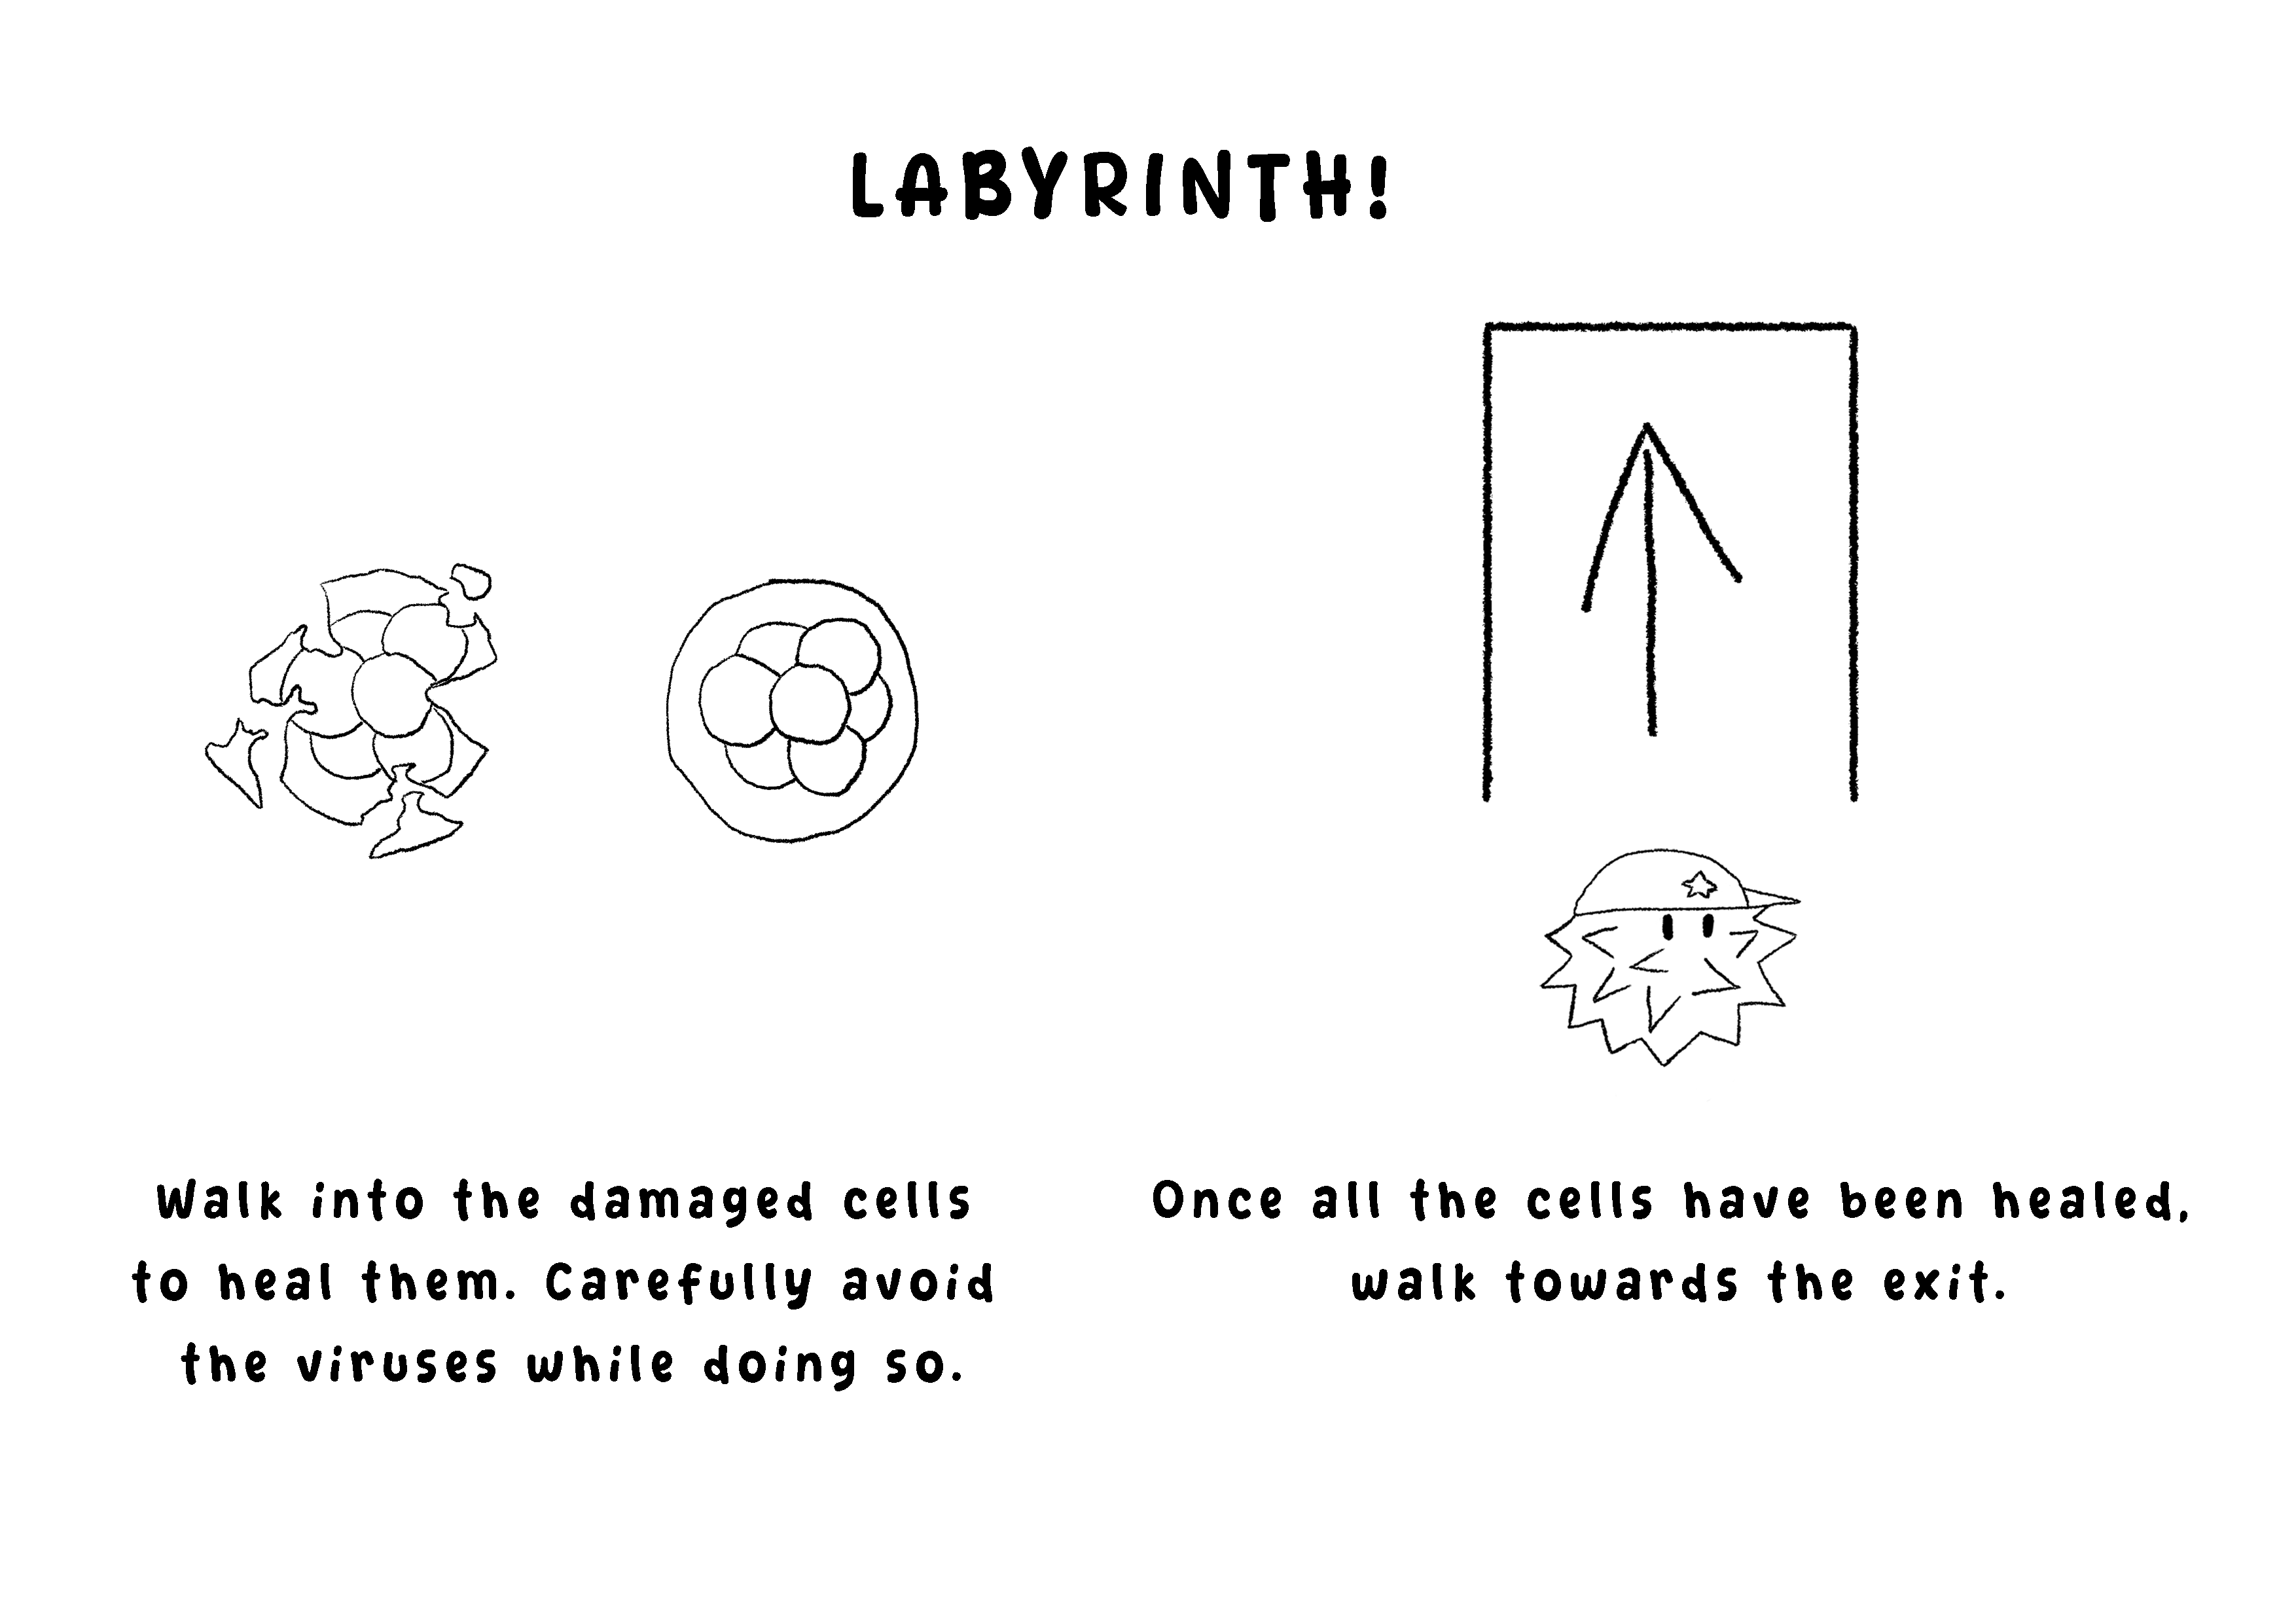 LABYRINTH!
Walk into the damaged cells
to heal them. Carefully avoid
the viruses while doing so.
Once all the cells have been healed,
walk towards the exit.